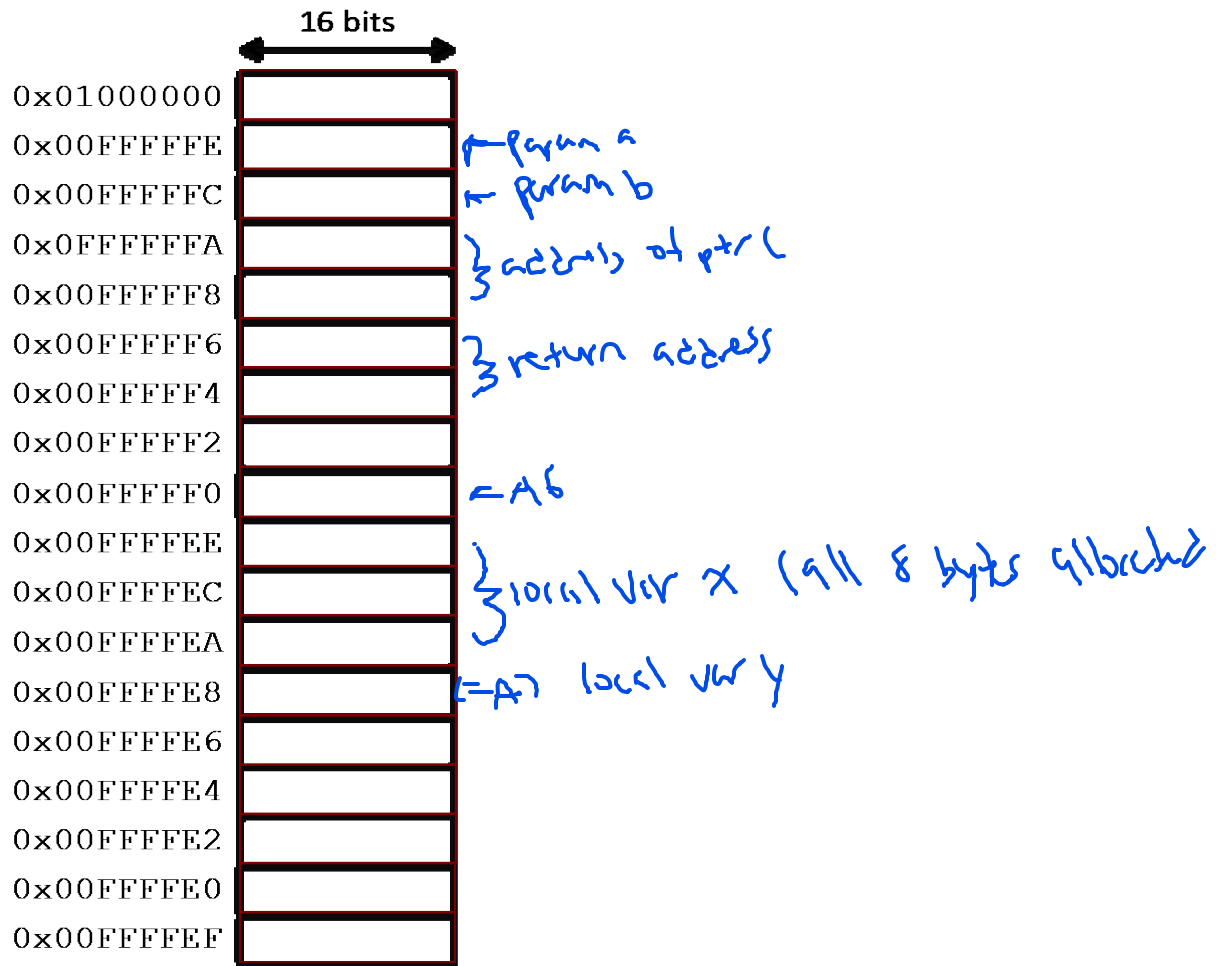 16 bits
0x01000000
0x00FFFFFE ←param a
0x00FFFFFC ← param b
0x0FFFFFFA
} address of ptr C
0x00FFFFF8
0x00FFFFF6
} return address
0x00FFFFF4
0x00FFFFF2
0x00FFFFF0 ←A6
0x00FFFFEE
0x00FFFFEC } local var x (all 8 bytes allocated
0x00FFFFEA
0x00FFFFE8 ←A7 local var y
0x00FFFFE6
0x00FFFFE4
0x00FFFFE2
0x00FFFFE0
0x00FFFFEF